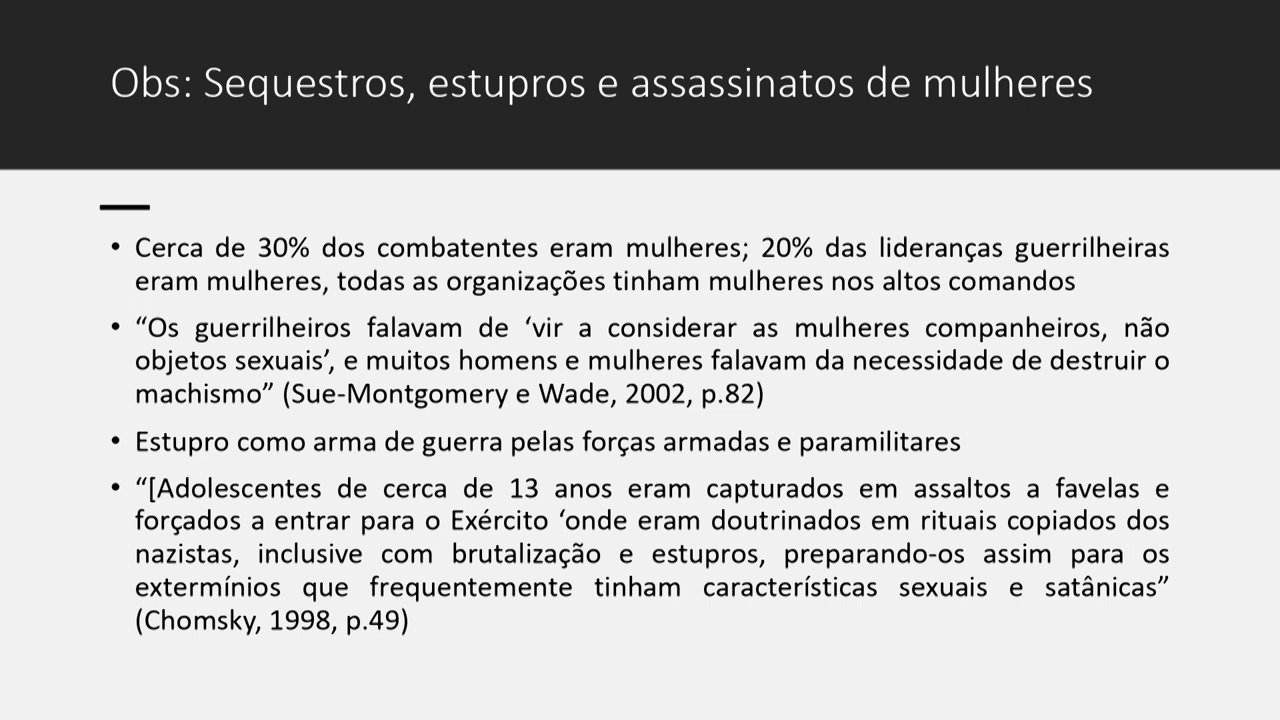 Obs: Sequestros, estupros e assassinatos de mulheres
• Cerca de 30% dos combatentes eram mulheres; 20% das lideranças guerrilheiras
eram mulheres, todas as organizações tinham mulheres nos altos comandos
• “Os guerrilheiros falavam de ‘vir a considerar as mulheres companheiros, não
objetos sexuais’, e muitos homens e mulheres falavam da necessidade de destruir o
machismo” (Sue-Montgomery e Wade, 2002, p.82)
• Estupro como arma de guerra pelas forças armadas e paramilitares
• “[Adolescentes de cerca de 13 anos eram capturados em assaltos a favelas e
forçados a entrar para o Exército ‘onde eram doutrinados em rituais copiados dos
nazistas, inclusive com brutalização e estupros, preparando-os assim para os
extermínios que frequentemente tinham características sexuais e satânicas”
(Chomsky, 1998, p.49)